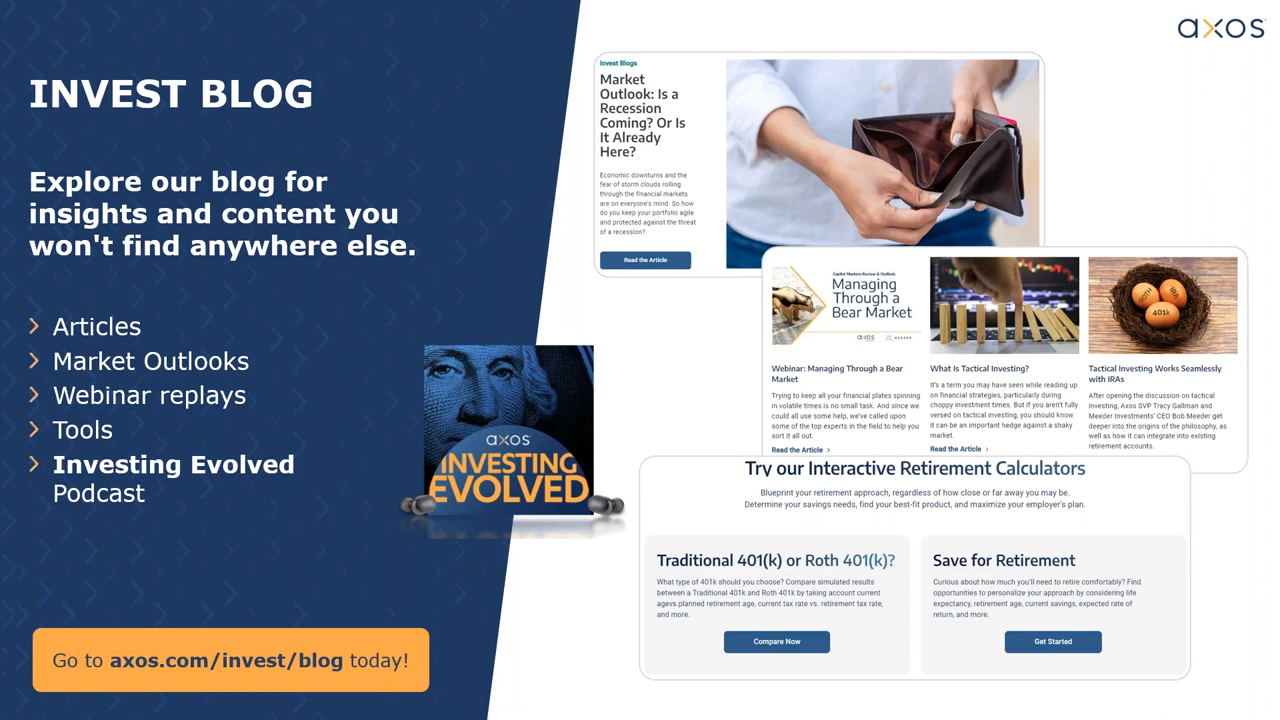 axos
INVEST BLOG
Explore our blog for
insights and content you
won't find anywhere else.
Articles
Market Outlooks
Webinar replays
Tools
Investing Evolved
Podcast
axos
INVESTING
EVOLVED
Go to axos.com/invest/blog today!
Invest Blogs
Market
Outlook: Is a
Recession
Coming? Or Is
It Already
Here?
Economic downturns and the
fear of storm clouds rolling
through the financial markets
are on everyone's mind. So how
do you keep your portfolio agile
and protected against the threat
of a recession?
Read the Article
Capital Markets Review & Outlook
Managing
Through a
Bear Market
axos
MEEDER
Webinar: Managing Through a Bear
Market
Trying to keep all your financial plates spinning
in volatile times is no small task. And since we
could all use some help, we've called upon
some of the top experts in the field to help you
sort it all out.
Read the Article
What Is Tactical Investing?
It's a term you may have seen while reading up
on financial strategies, particularly during
choppy investment times. But if you aren't fully
versed on tactical investing, you should know
it can be an important hedge against a shaky
market.
Read the Article
ROTH
IRA
401k
Tactical Investing Works Seamlessly
with IRAs
After opening the discussion on tactical
investing, Axos SVP Tracy Gallman and
Meeder Investments' CEO Bob Meeder get
deeper into the origins of the philosophy, as
well as how it can integrate into existing
retirement accounts.
Try our Interactive Retirement Calculators
Blueprint your retirement approach, regardless of how close or far away you may be.
Determine your savings needs, find your best-fit product, and maximize your employer's plan.
Traditional 401(k) or Roth 401(k)?
What type of 401k should you choose? Compare simulated results
between a Traditional 401k and Roth 401k by taking account current
agevs.planned retirement age, current tax rate vs. retirement tax rate,
and more.
Compare Now
Save for Retirement
Curious about how much you'll need to retire comfortably? Find
opportunities to personalize your approach by considering life
expectancy, retirement age, current savings, expected rate of
return, and more.
Get Started